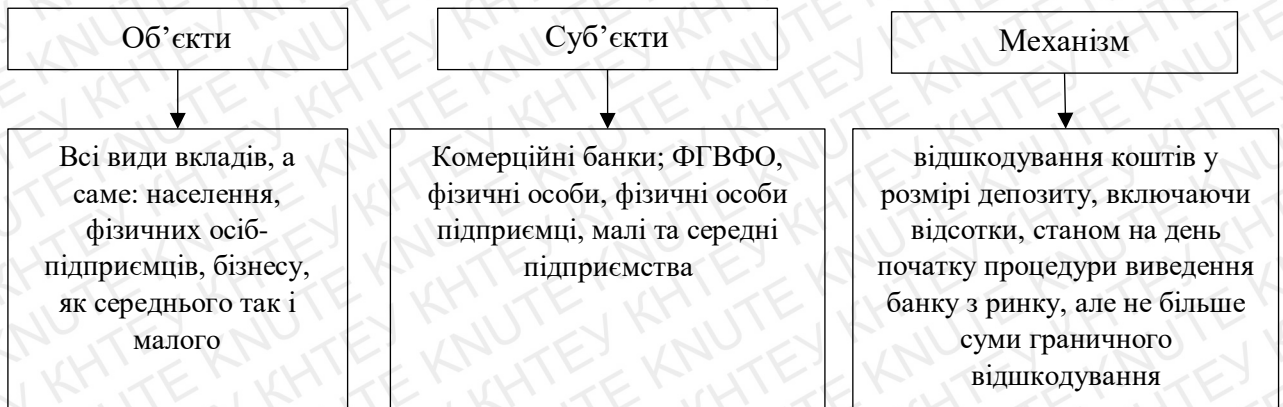 Об’єкти
Всі види вкладів, а
саме: населення,
фізичних осіб-
підприємців, бізнесу,
як середнього так і
малого
Суб’єкти
Комерційні банки; ФГВФО,
фізичні особи, фізичні особи
підприємці, малі та середні
підприємства
Механізм
відшкодування коштів у
розмірі депозиту, включаючи
відсотки, станом на день
початку процедури виведення
банку з ринку, але не більше
суми граничного
відшкодування